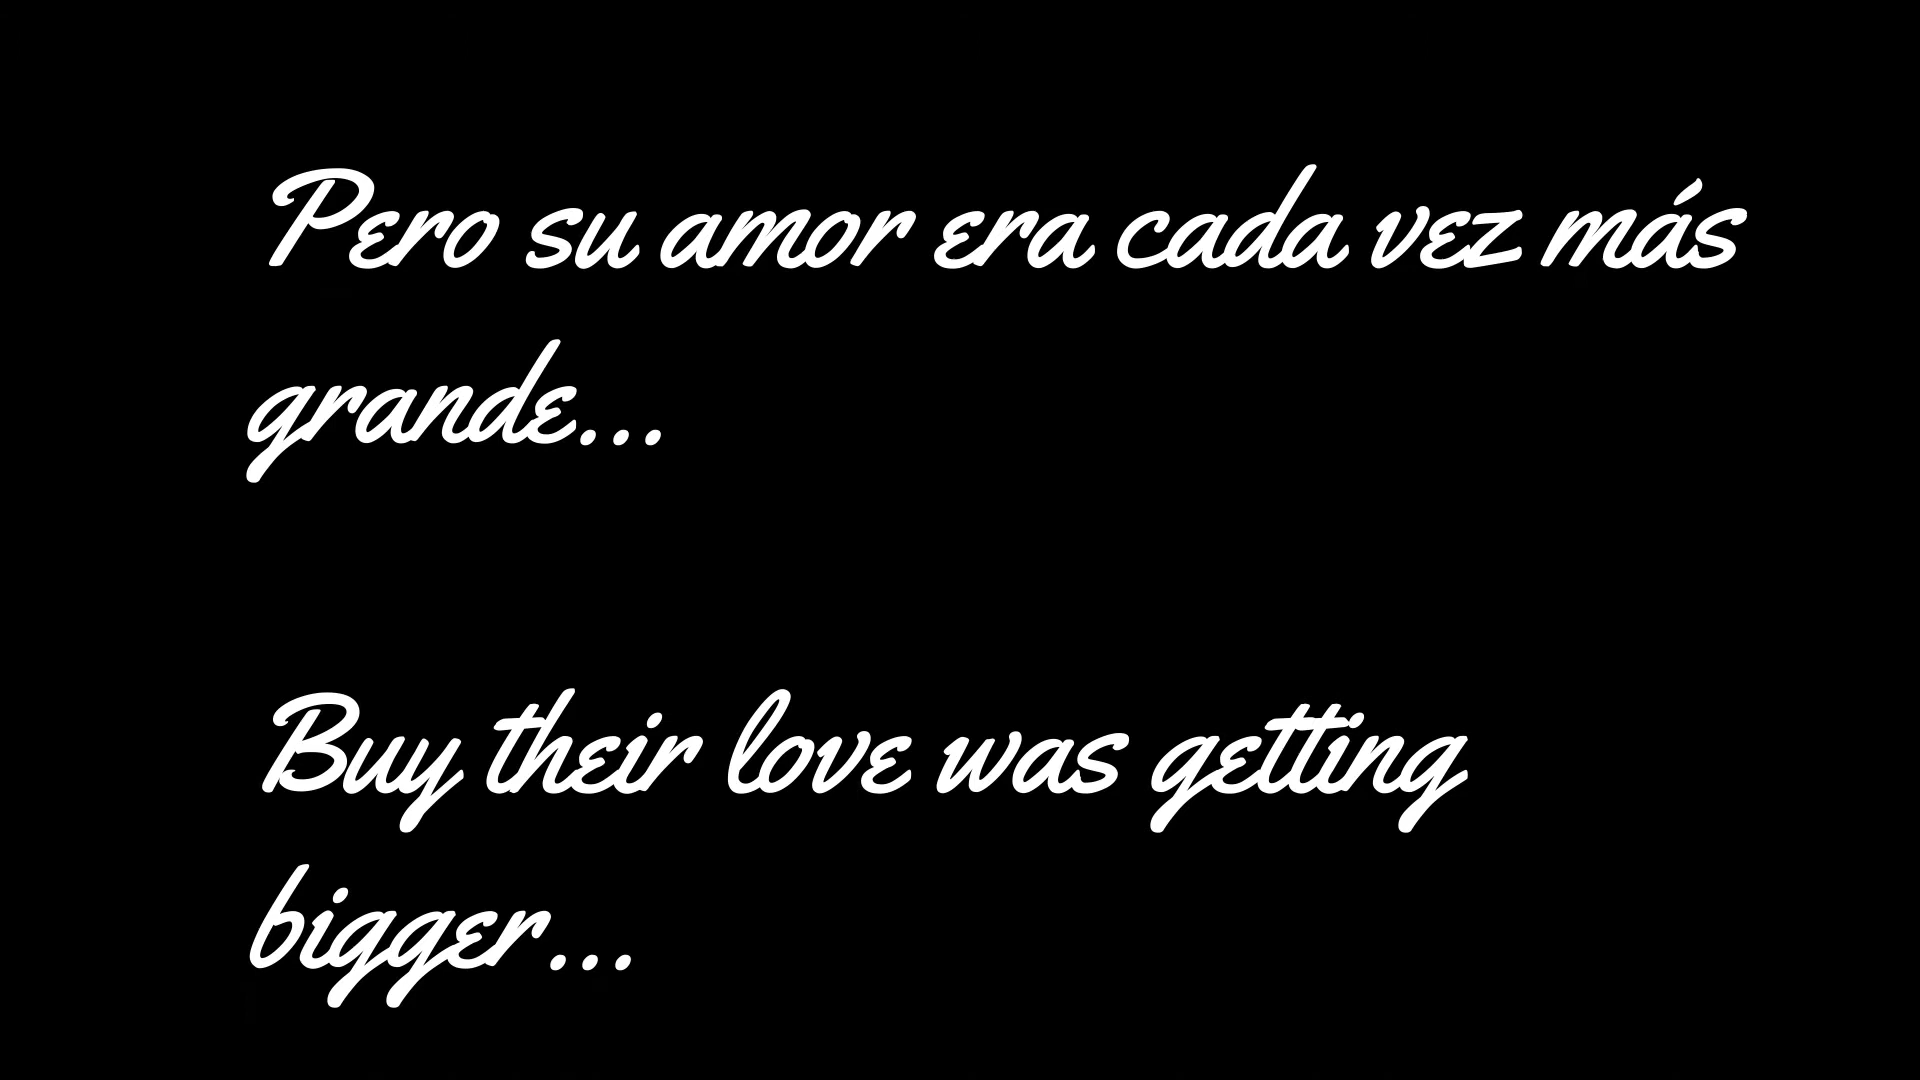 Pero su amor era cada vez más
grande...
Buy their love was getting
bigger...